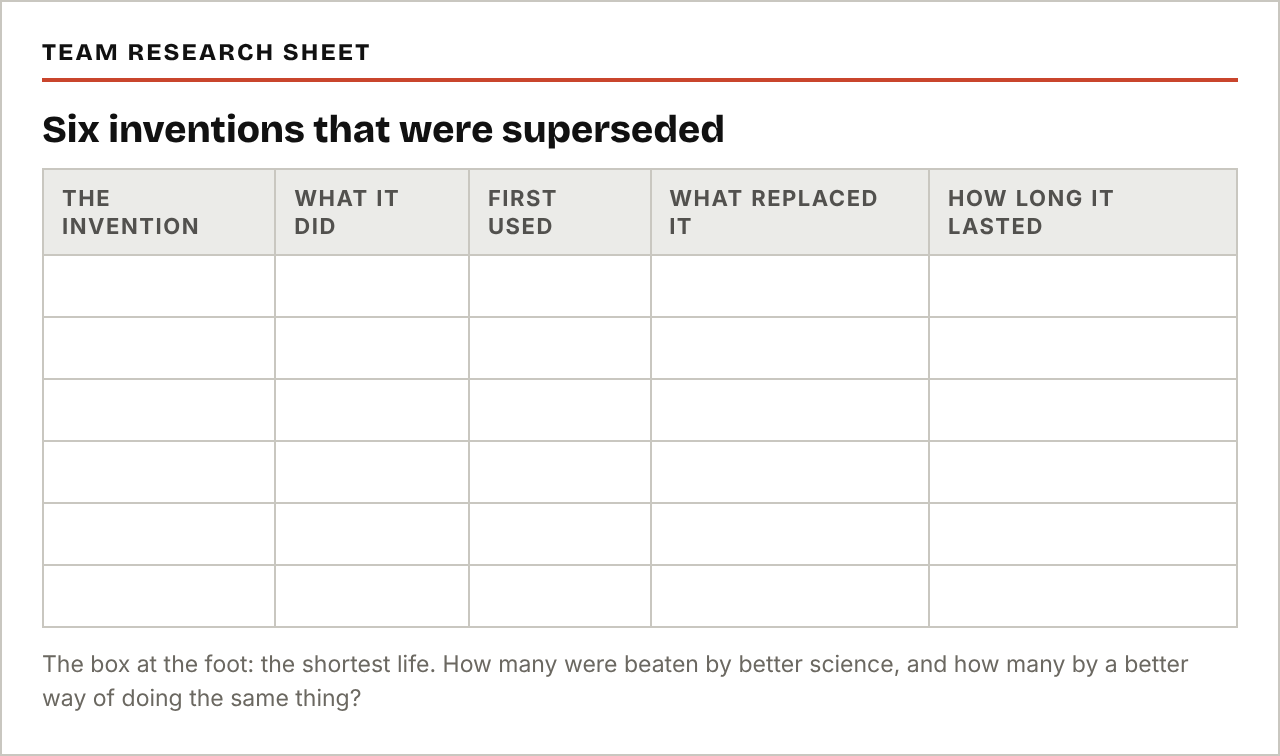 TEAM RESEARCH SHEET
Six inventions that were superseded
THE INVENTION
WHAT IT DID
FIRST USED
WHAT REPLACED IT
HOW LONG IT LASTED
The box at the foot: the shortest life. How many were beaten by better science, and how many by a better
way of doing the same thing?